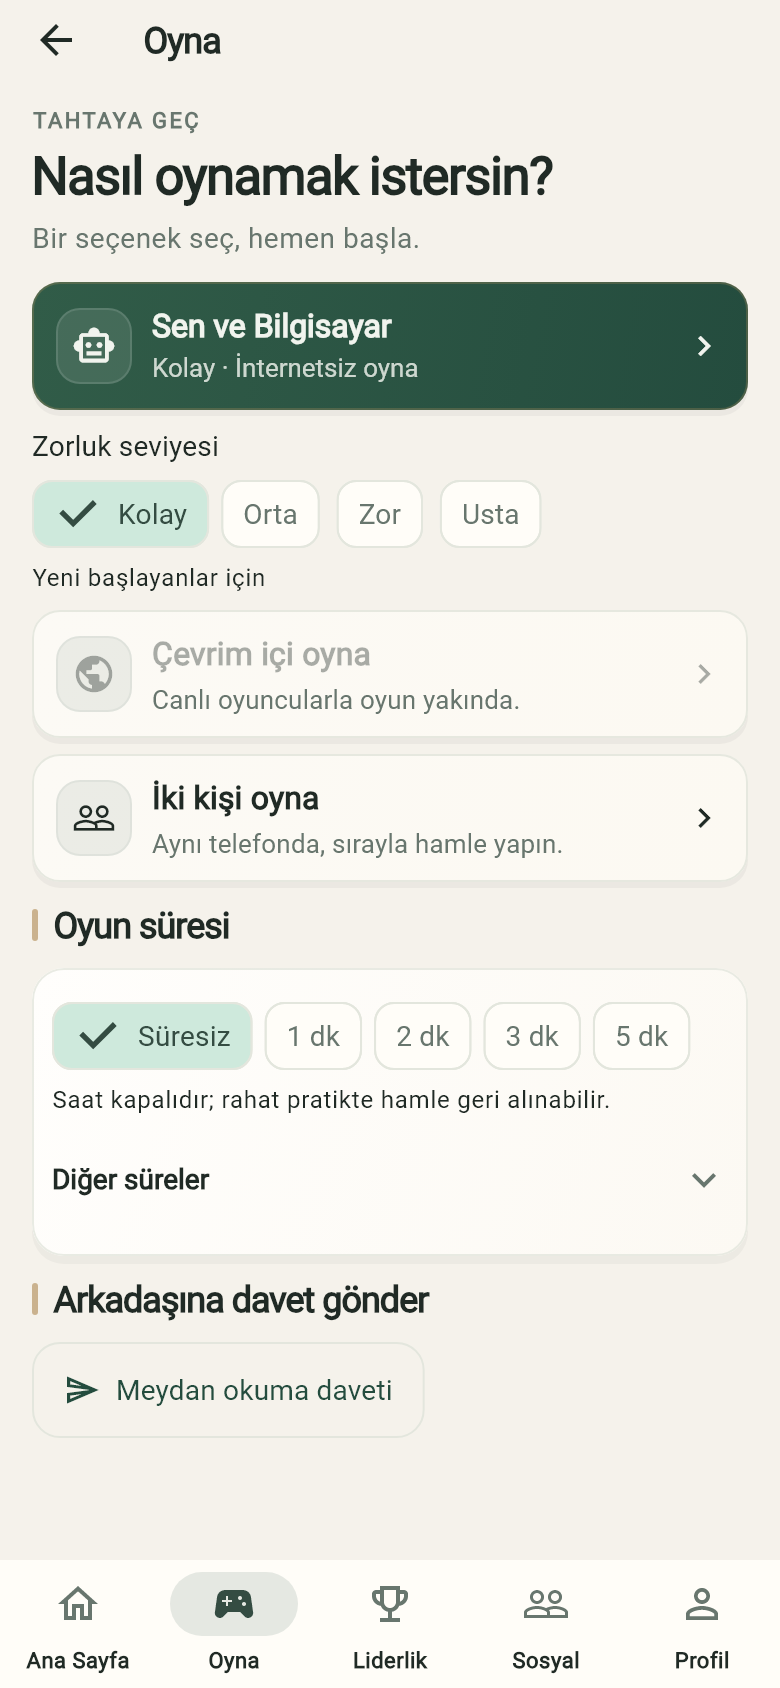 Oyna
TAHTAYA GEÇ
Nasıl oynamak istersin?
Bir seçenek seç, hemen başla.
Sen ve Bilgisayar
Kolay · İnternetsiz oyna
Zorluk seviyesi
Kolay
Orta
Zor
Usta
Yeni başlayanlar için
Çevrim içi oyna
Canlı oyuncularla oyun yakında.
İki kişi oyna
Aynı telefonda, sırayla hamle yapın.
Oyun süresi
Süresiz
1 dk
2 dk
3 dk
5 dk
Saat kapalıdır; rahat pratikte hamle geri alınabilir.
Diğer süreler
Arkadaşına davet gönder
Meydan okuma daveti
Ana Sayfa
Oyna
Liderlik
Sosyal
Profil